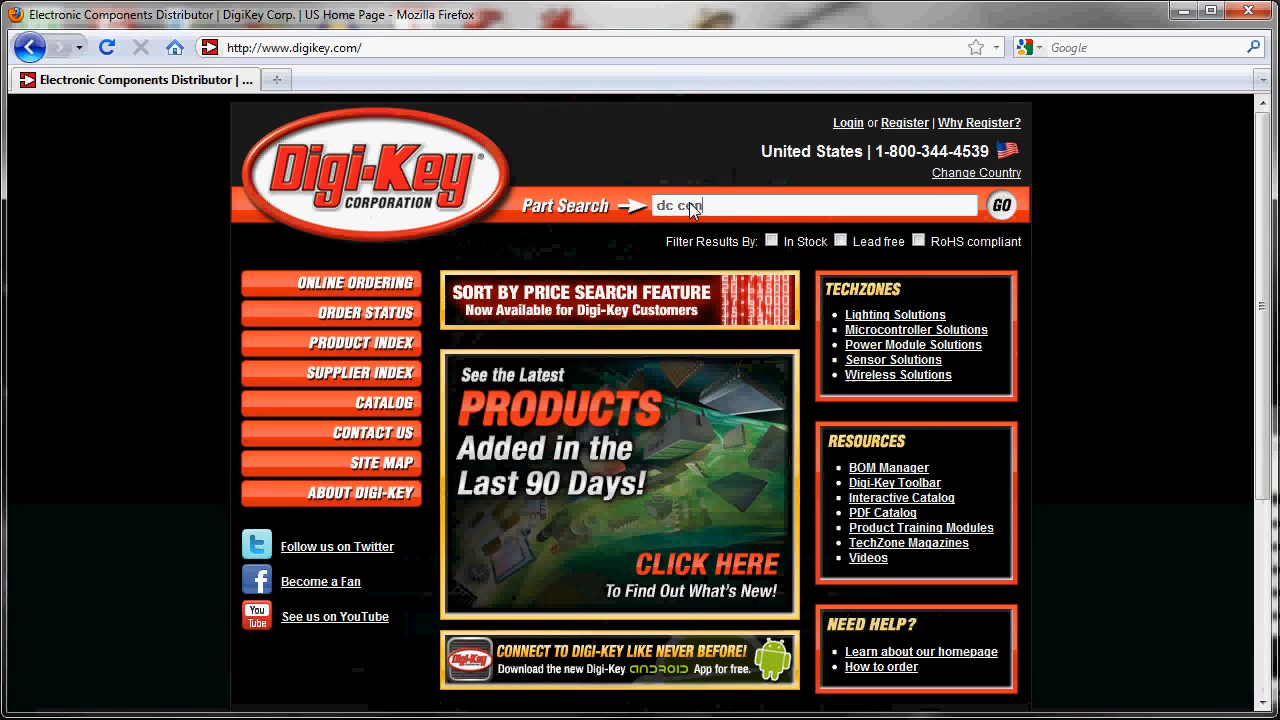 Electronic Components Distributor | DigiKey Corp. | US Home Page - Mozilla Firefox
http://www.digikey.com/
Google
Electronic Components Distributor | ...
Digi-Key®
CORPORATION
Login or Register | Why Register?
United States | 1-800-344-4539
Change Country
Part Search
dc con
GO
Filter Results By: In Stock Lead free RoHS compliant
ONLINE ORDERING
ORDER STATUS
PRODUCT INDEX
SUPPLIER INDEX
CATALOG
CONTACT US
SITE MAP
ABOUT DIGI-KEY
Follow us on Twitter
Become a Fan
You
Tube
See us on YouTube
SORT BY PRICE SEARCH FEATURE
Now Available for Digi-Key Customers
See the Latest
PRODUCTS
Added in the
Last 90 Days!
CLICK HERE
To Find Out What's New!
Digi-Key
CONNECT TO DIGI-KEY LIKE NEVER BEFORE!
Download the new Digi-Key ANDROID App for free.
TECHZONES
Lighting Solutions
Microcontroller Solutions
Power Module Solutions
Sensor Solutions
Wireless Solutions
RESOURCES
BOM Manager
Digi-Key Toolbar
Interactive Catalog
PDF Catalog
Product Training Modules
TechZone Magazines
Videos
NEED HELP?
Learn about our homepage
How to order